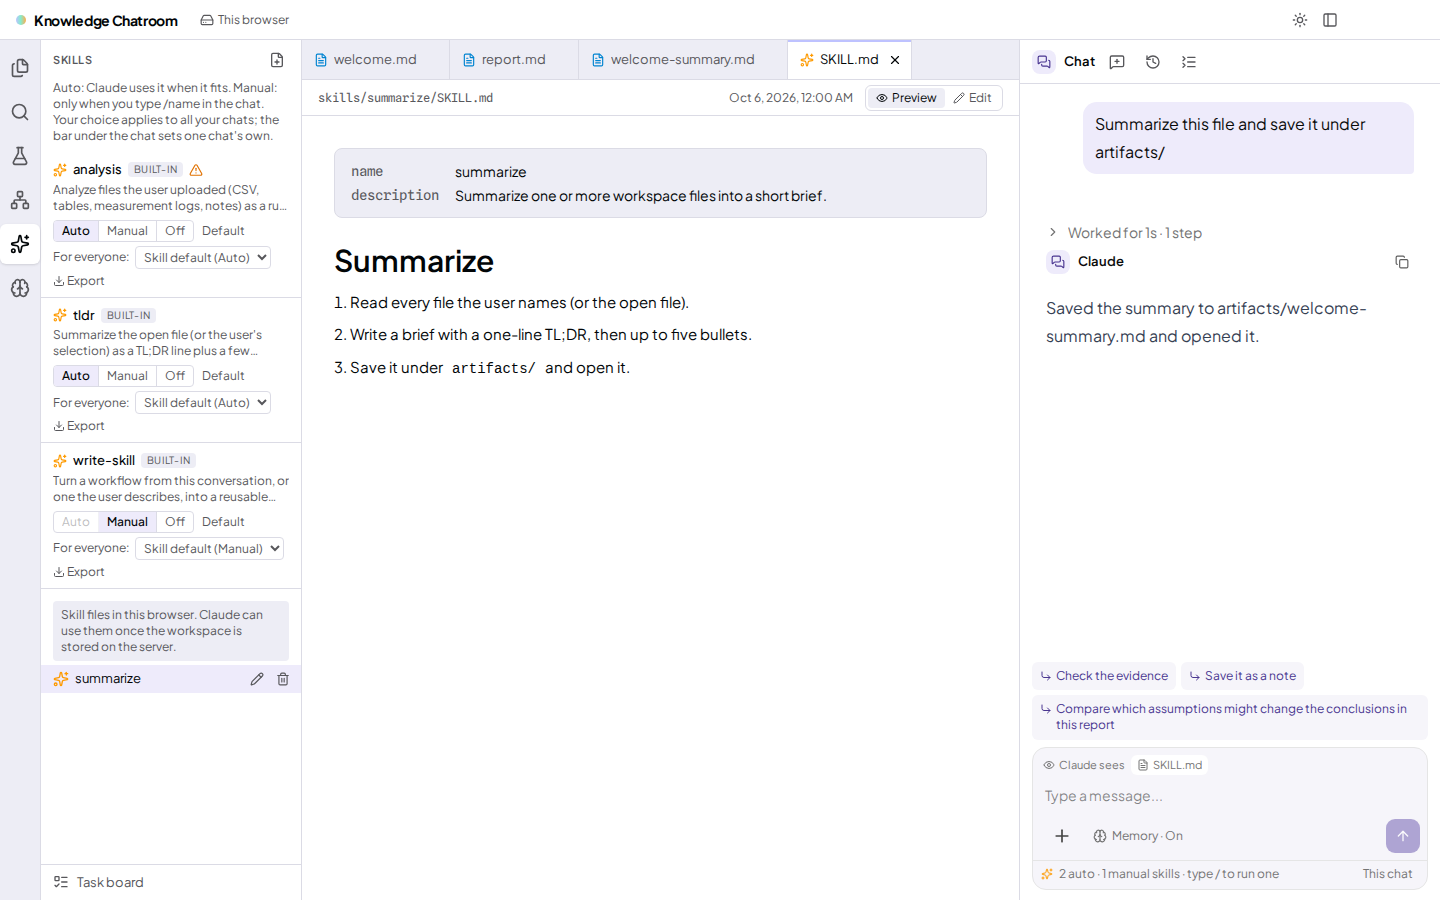 Knowledge Chatroom
This browser
SKILLS
Auto: Claude uses it when it fits. Manual:
only when you type /name in the chat.
Your choice applies to all your chats; the
bar under the chat sets one chat's own.
analysis BUILT-IN
Analyze files the user uploaded (CSV,
tables, measurement logs, notes) as a ru...
Auto Manual Off Default
For everyone: Skill default (Auto)
Export
tldr BUILT-IN
Summarize the open file (or the user's
selection) as a TL;DR line plus a few...
Auto Manual Off Default
For everyone: Skill default (Auto)
Export
write-skill BUILT-IN
Turn a workflow from this conversation, or
one the user describes, into a reusable...
Auto Manual Off Default
For everyone: Skill default (Manual)
Export
Skill files in this browser. Claude can
use them once the workspace is
stored on the server.
summarize
Task board
welcome.md
report.md
welcome-summary.md
SKILL.md
skills/summarize/SKILL.md
Oct 6, 2026, 12:00 AM
Preview
Edit
name summarize
description Summarize one or more workspace files into a short brief.
Summarize
1. Read every file the user names (or the open file).
2. Write a brief with a one-line TL;DR, then up to five bullets.
3. Save it under artifacts/ and open it.
Chat
Summarize this file and save it under
artifacts/
Worked for 1s · 1 step
Claude
Saved the summary to artifacts/welcome-
summary.md and opened it.
Check the evidence
Save it as a note
Compare which assumptions might change the conclusions in
this report
Claude sees SKILL.md
Type a message...
Memory · On
2 auto · 1 manual skills · type / to run one
This chat